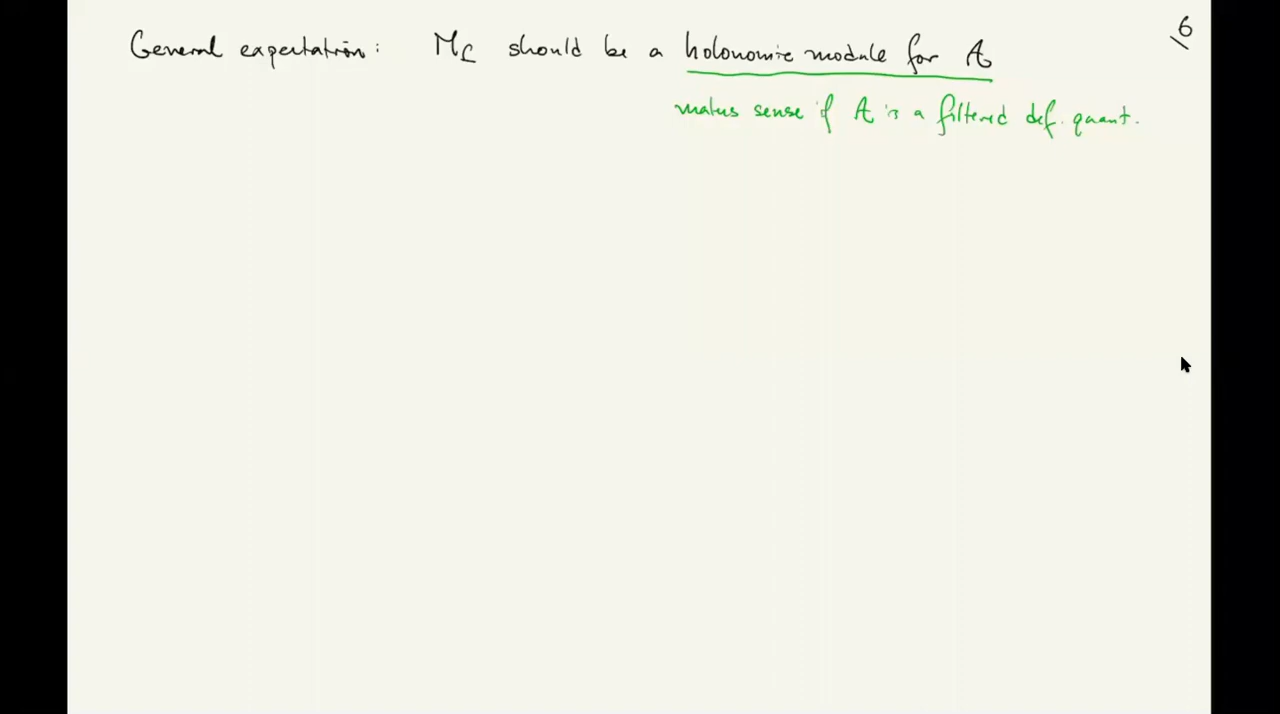 6
General expectation: M_L should be a holonomic module for A
makes sense if A is a filtered def. quant.